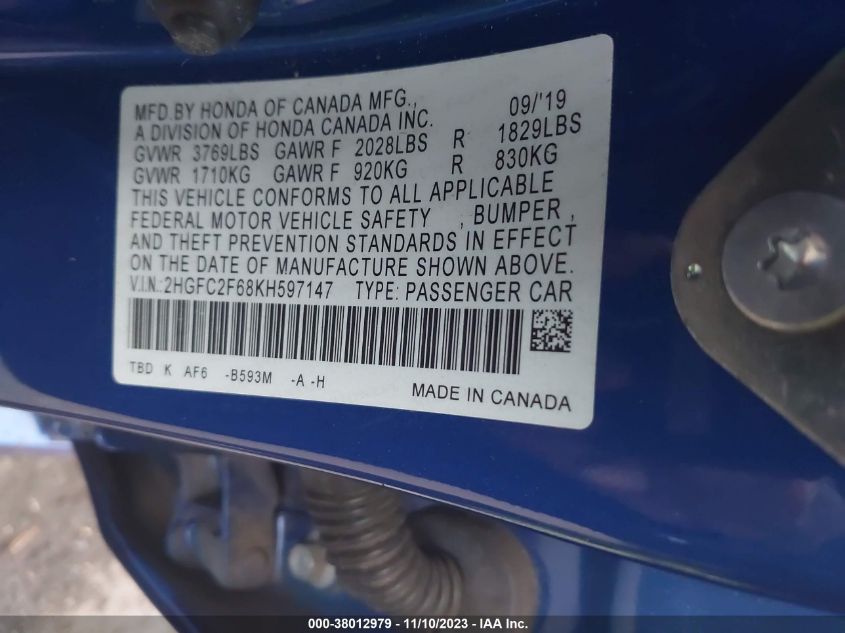 MFD.BY HONDA OF CANADA MFG., 09/'19
A DIVISION OF HONDA CANADA INC.
GVWR 3769LBS GAWR F 2028LBS R 1829LBS
GVWR 1710KG GAWR F 920KG R 830KG
THIS VEHICLE CONFORMS TO ALL APPLICABLE
FEDERAL MOTOR VEHICLE SAFETY , BUMPER ,
AND THEFT PREVENTION STANDARDS IN EFFECT
ON THE DATE OF MANUFACTURE SHOWN ABOVE.
V.I.N.:2HGFC2F68KH597147 TYPE: PASSENGER CAR
TBD K AF6 -B593M -A -H
MADE IN CANADA
000-38012979 - 11/10/2023 - IAA Inc.